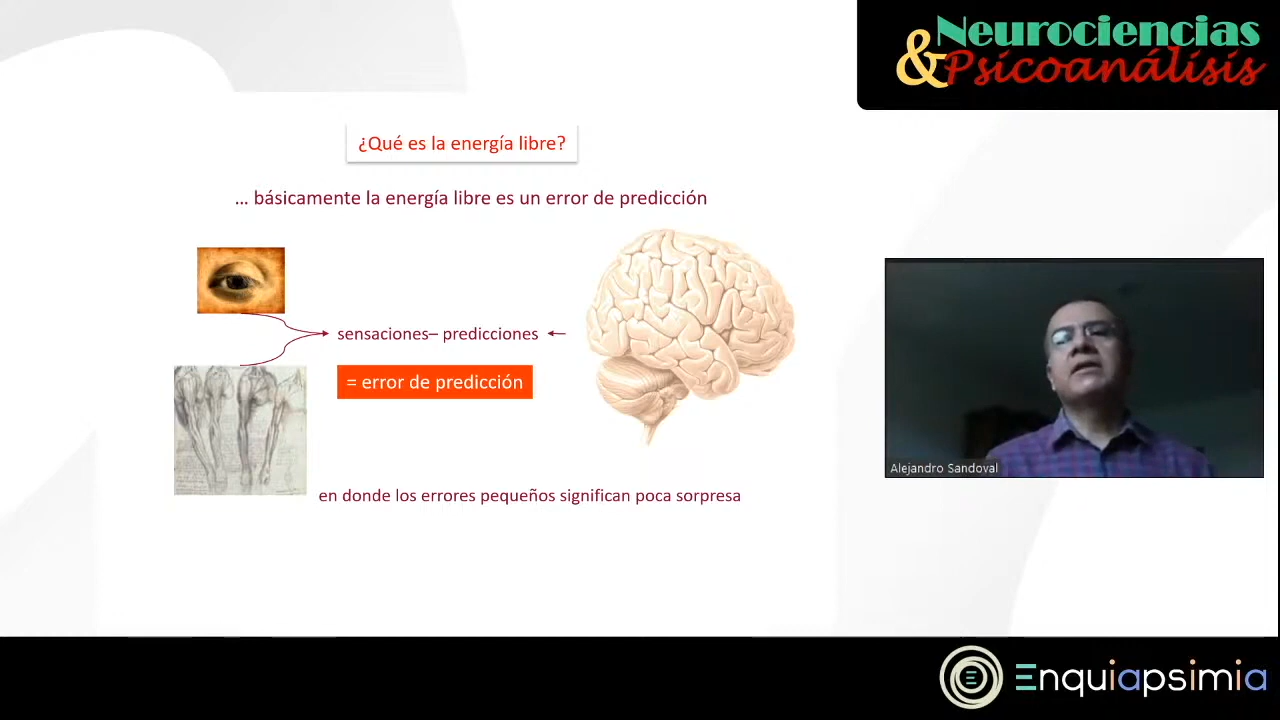 Neurociencias
& Psicoanálisis
¿Qué es la energía libre?
... básicamente la energía libre es un error de predicción
sensaciones– predicciones
= error de predicción
en donde los errores pequeños significan poca sorpresa
Alejandro Sandoval
Enquiapsimia